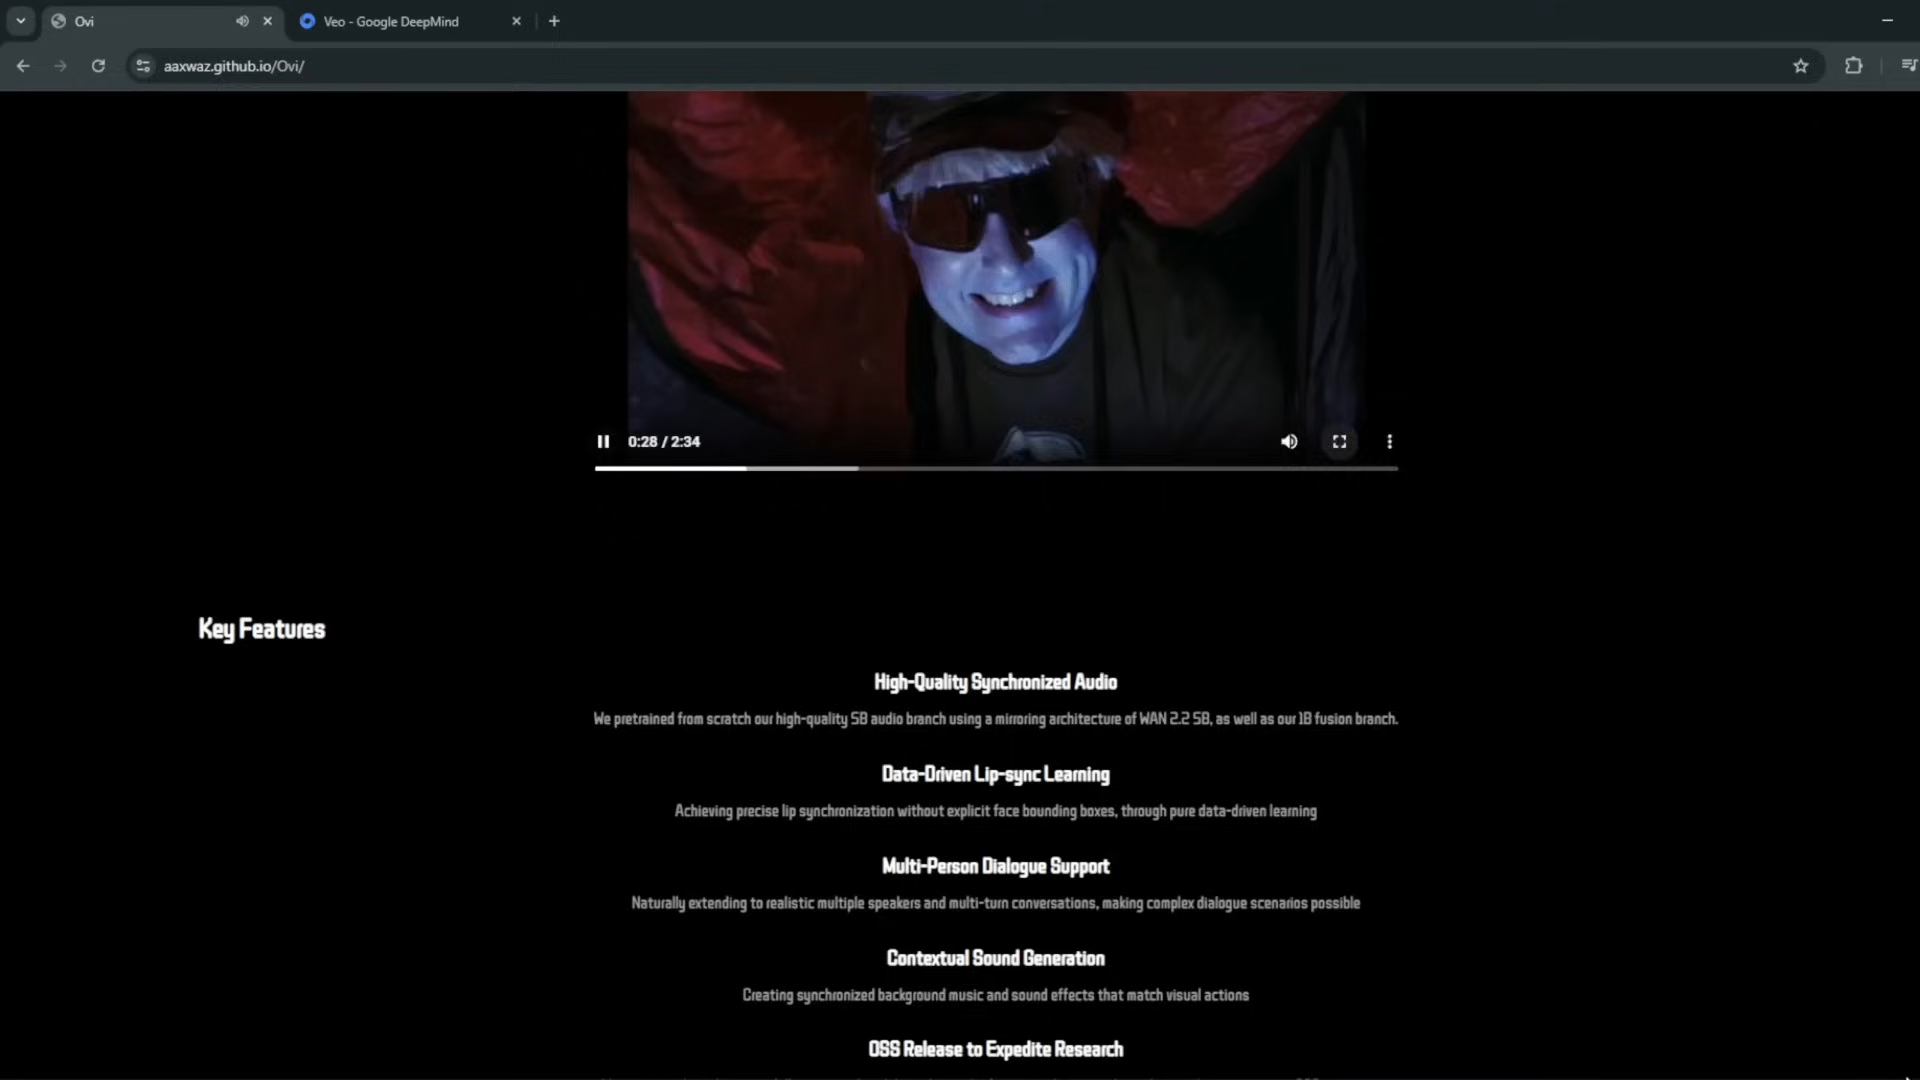 Ovi
Veo - Google DeepMind
aaxwaz.github.io/Ovi/
0:28 / 2:34
Key Features
High-Quality Synchronized Audio
We pretrained from scratch our high-quality 5B audio branch using a mirroring architecture of WAN 2.2 5B, as well as our 1B fusion branch.
Data-Driven Lip-sync Learning
Achieving precise lip synchronization without explicit face bounding boxes, through pure data-driven learning
Multi-Person Dialogue Support
Naturally extending to realistic multiple speakers and multi-turn conversations, making complex dialogue scenarios possible
Contextual Sound Generation
Creating synchronized background music and sound effects that match visual actions
OSS Release to Expedite Research